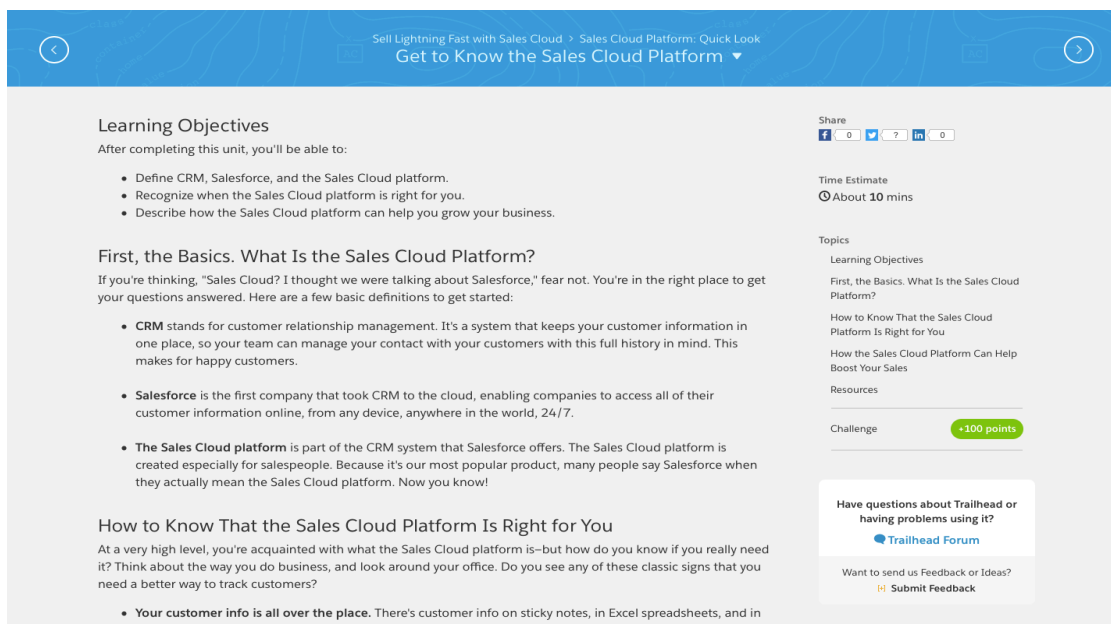 Sell Lightning Fast with Sales Cloud > Sales Cloud Platform: Quick Look
Get to Know the Sales Cloud Platform
Learning Objectives
After completing this unit, you'll be able to:
• Define CRM, Salesforce, and the Sales Cloud platform.
• Recognize when the Sales Cloud platform is right for you.
• Describe how the Sales Cloud platform can help you grow your business.
First, the Basics. What Is the Sales Cloud Platform?
If you're thinking, "Sales Cloud? I thought we were talking about Salesforce," fear not. You're in the right place to get
your questions answered. Here are a few basic definitions to get started:
• CRM stands for customer relationship management. It's a system that keeps your customer information in
one place, so your team can manage your contact with your customers with this full history in mind. This
makes for happy customers.
• Salesforce is the first company that took CRM to the cloud, enabling companies to access all of their
customer information online, from any device, anywhere in the world, 24/7.
• The Sales Cloud platform is part of the CRM system that Salesforce offers. The Sales Cloud platform is
created especially for salespeople. Because it's our most popular product, many people say Salesforce when
they actually mean the Sales Cloud platform. Now you know!
How to Know That the Sales Cloud Platform Is Right for You
At a very high level, you're acquainted with what the Sales Cloud platform is—but how do you know if you really need
it? Think about the way you do business, and look around your office. Do you see any of these classic signs that you
need a better way to track customers?
• Your customer info is all over the place. There's customer info on sticky notes, in Excel spreadsheets, and in
Share
f 0 ? in 0
Time Estimate
About 10 mins
Topics
Learning Objectives
First, the Basics. What Is the Sales Cloud
Platform?
How to Know That the Sales Cloud
Platform Is Right for You
How the Sales Cloud Platform Can Help
Boost Your Sales
Resources
Challenge +100 points
Have questions about Trailhead or
having problems using it?
Trailhead Forum
Want to send us Feedback or Ideas?
[+] Submit Feedback